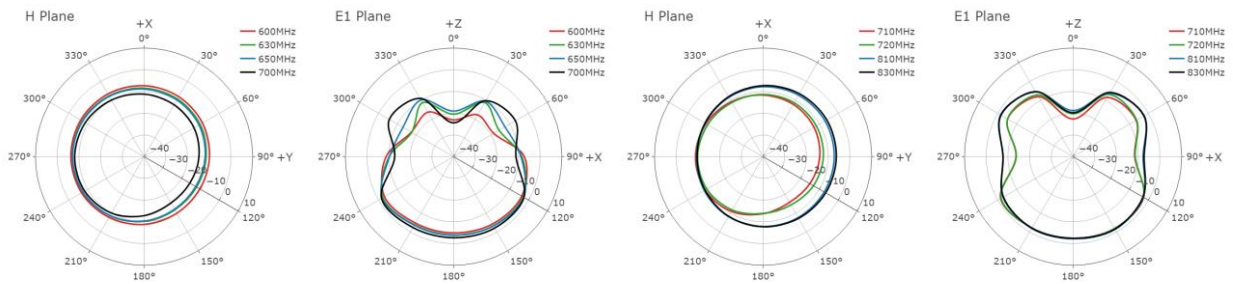 H Plane
+X
0°
30°
60°
90° +Y
120°
150°
180°
210°
240°
270°
300°
330°
−40
−30
−20
−10
0
10
600MHz
630MHz
650MHz
700MHz
E1 Plane
+Z
0°
30°
60°
90° +X
120°
150°
180°
210°
240°
270°
300°
330°
−40
−30
−20
−10
0
10
600MHz
630MHz
650MHz
700MHz
H Plane
+X
0°
30°
60°
90° +Y
120°
150°
180°
210°
240°
270°
300°
330°
−40
−30
−20
−10
0
10
710MHz
720MHz
810MHz
830MHz
E1 Plane
+Z
0°
30°
60°
90° +X
120°
150°
180°
210°
240°
270°
300°
330°
−40
−30
−20
−10
0
10
710MHz
720MHz
810MHz
830MHz